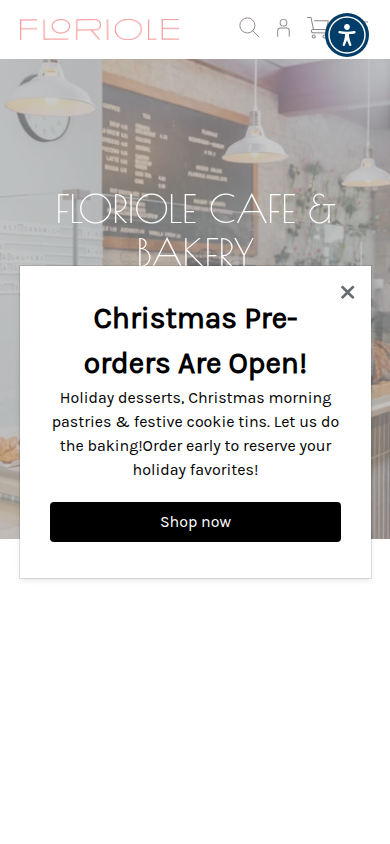 FLORIOLE
FLORIOLE CAFE &
BAKERY
Christmas Pre-
orders Are Open!
Holiday desserts, Christmas morning
pastries & festive cookie tins. Let us do
the baking!Order early to reserve your
holiday favorites!
Shop now